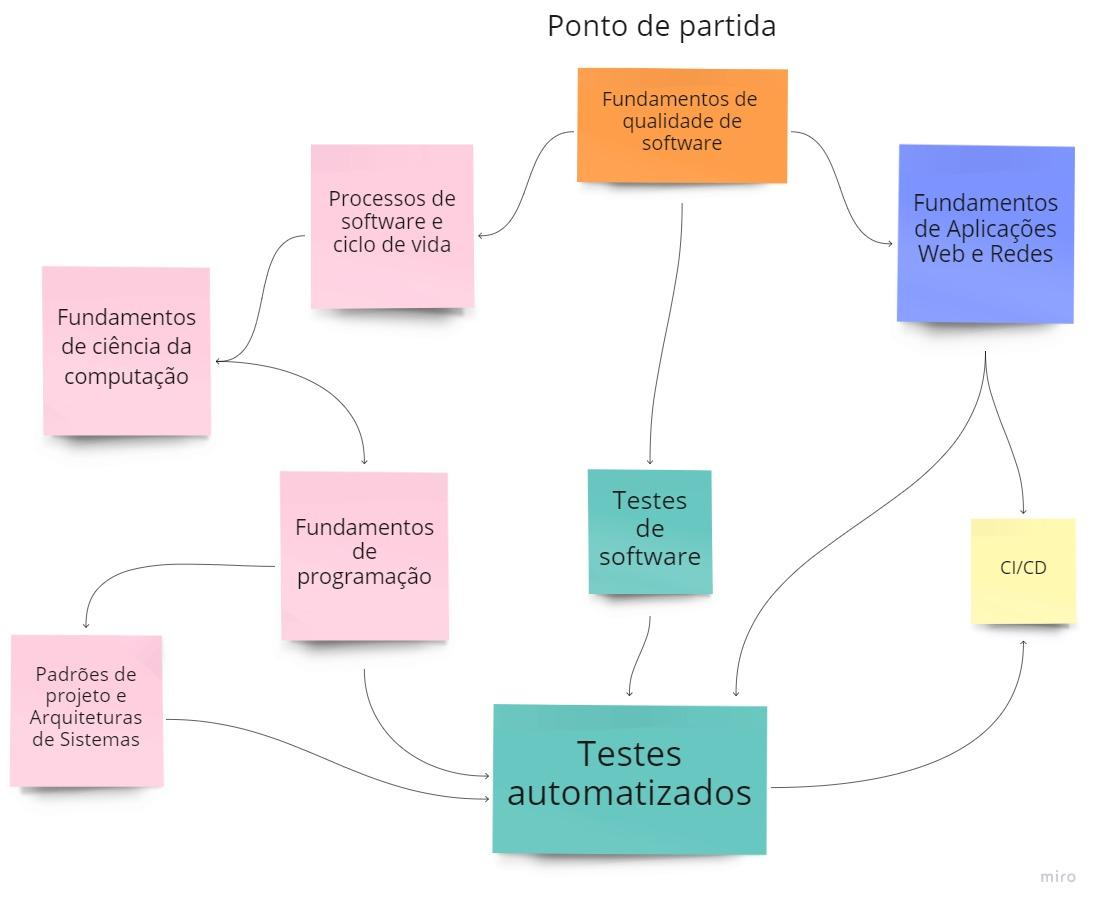 Ponto de partida
Fundamentos de
qualidade de
software
Processos de
software e
ciclo de vida
Fundamentos
de Aplicações
Web e Redes
Fundamentos
de ciência da
computação
Fundamentos
de
programação
Testes
de
software
CI/CD
Padrões de
projeto e
Arquiteturas
de Sistemas
Testes
automatizados
miro